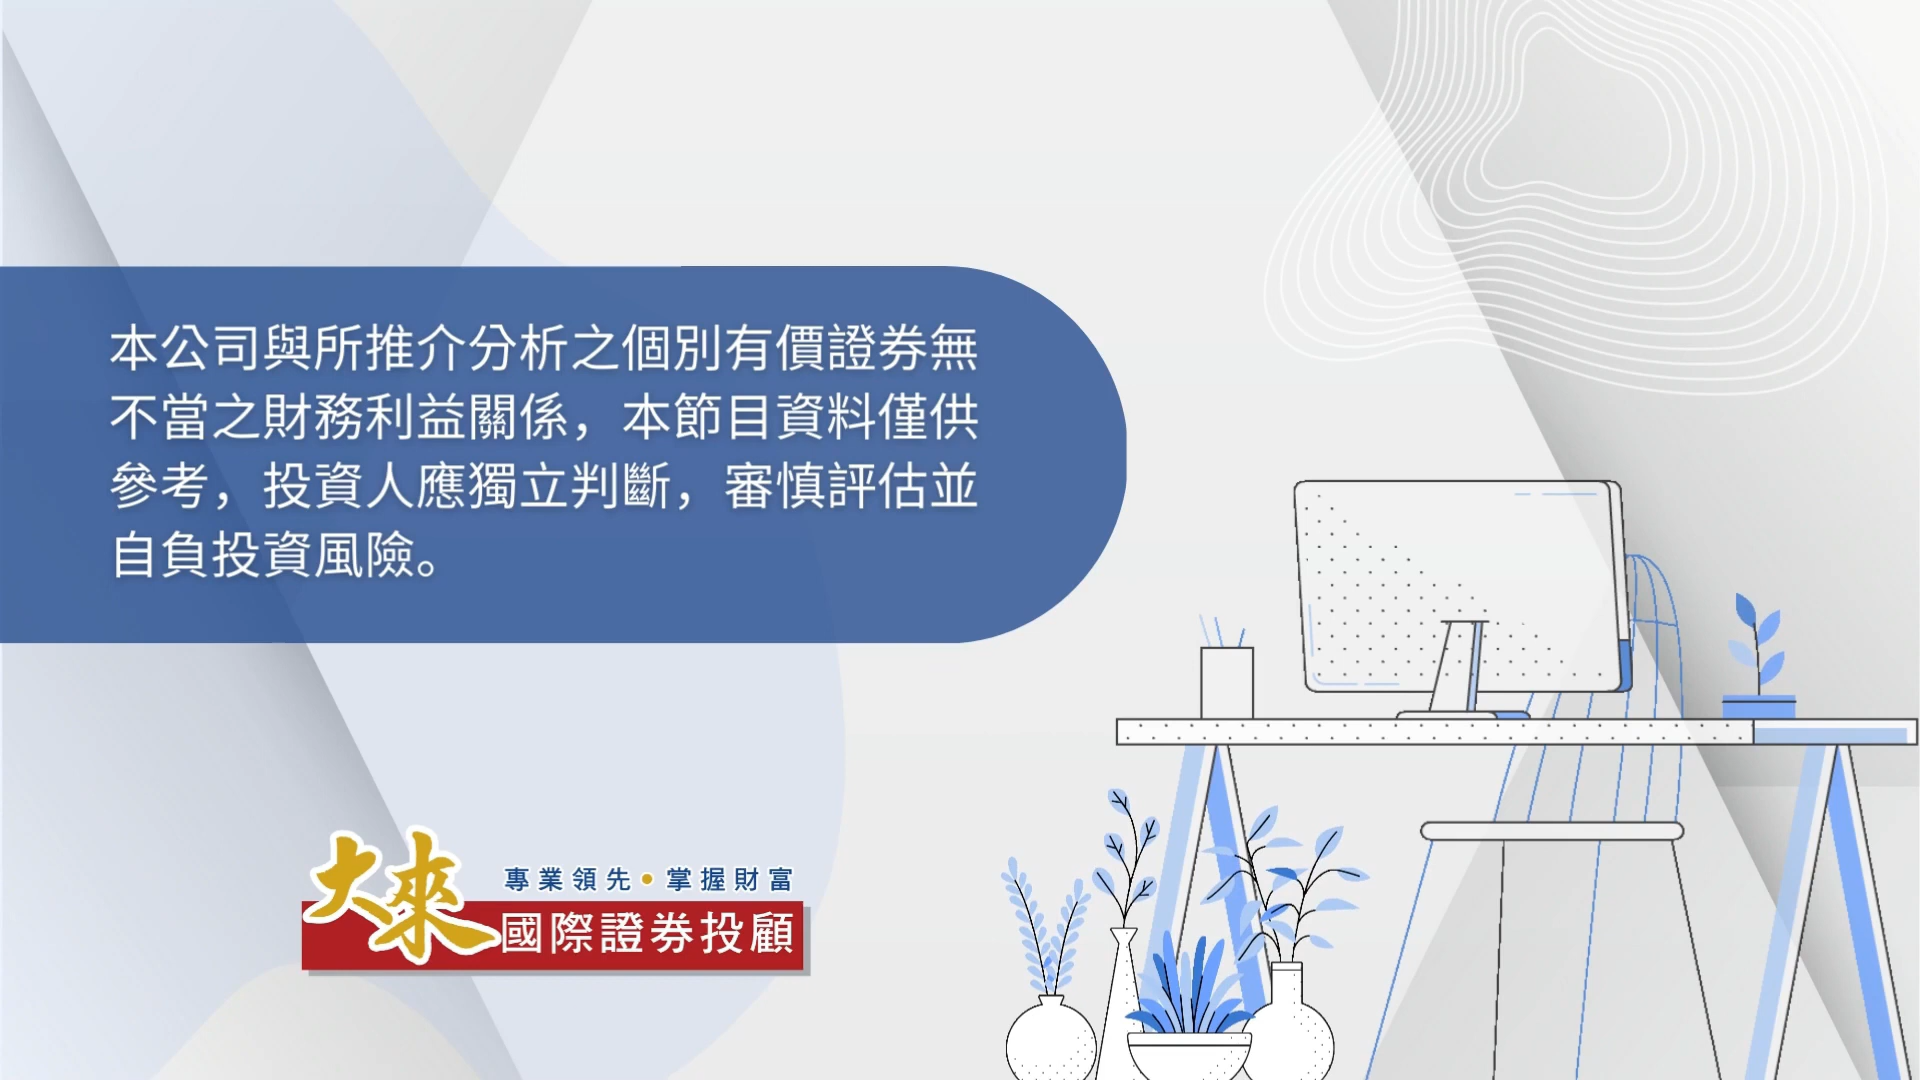 本公司與所推介分析之個別有價證券無
不當之財務利益關係，本節目資料僅供
參考，投資人應獨立判斷，審慎評估並
自負投資風險。
專業領先•掌握財富
大來國際證券投顧